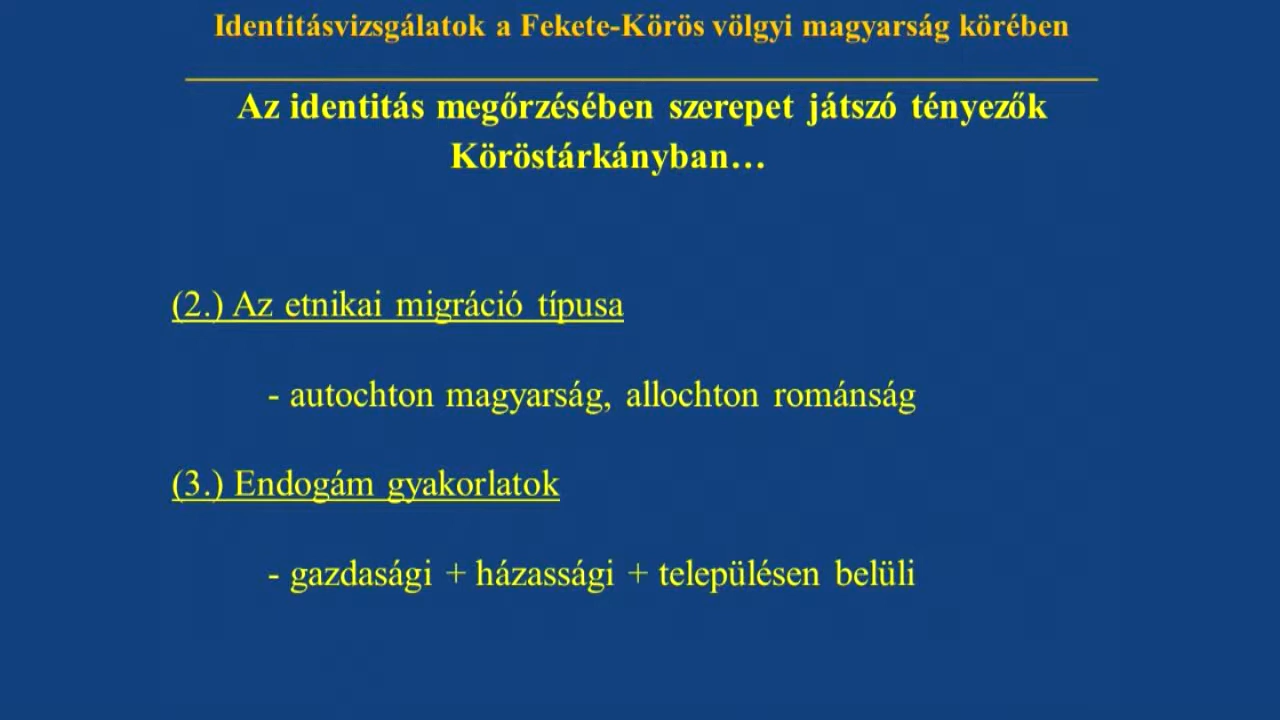 Identitásvizsgálatok a Fekete-Körös völgyi magyarság körében
Az identitás megőrzésében szerepet játszó tényezők
Köröstárkányban…
(2.) Az etnikai migráció típusa
- autochton magyarság, allochton románság
(3.) Endogám gyakorlatok
- gazdasági + házassági + településen belüli